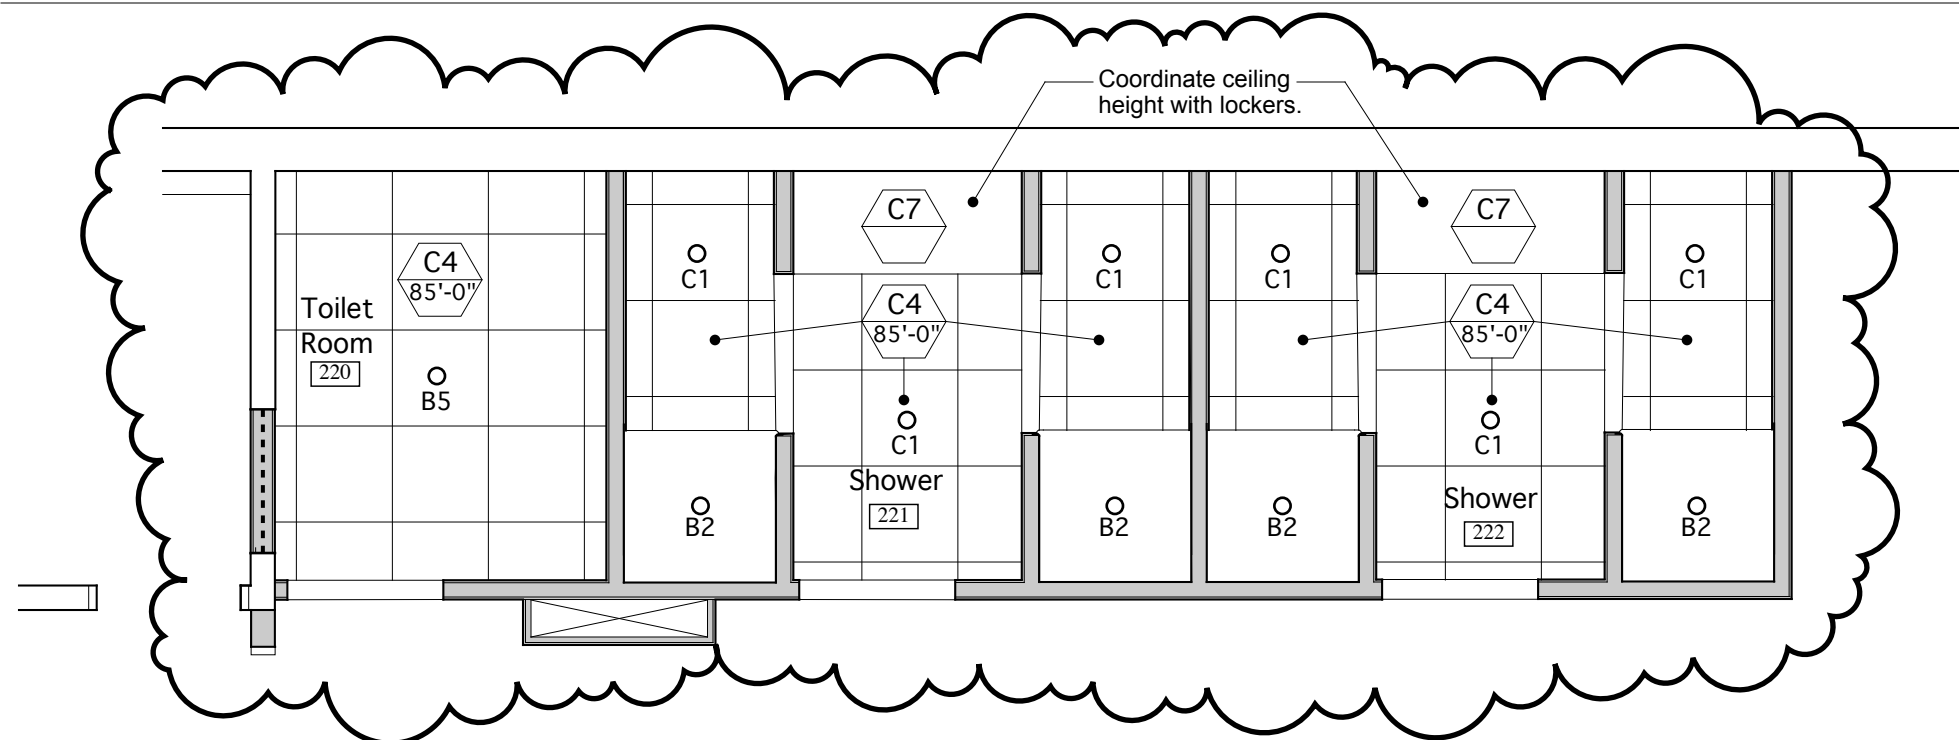 Coordinate ceiling
height with lockers.
C7
C7
C4
85'-0"
C1
C1
C1
C1
Toilet
Room
220
C4
85'-0"
C4
85'-0"
B5
C1
C1
Shower
221
Shower
222
B2
B2
B2
B2